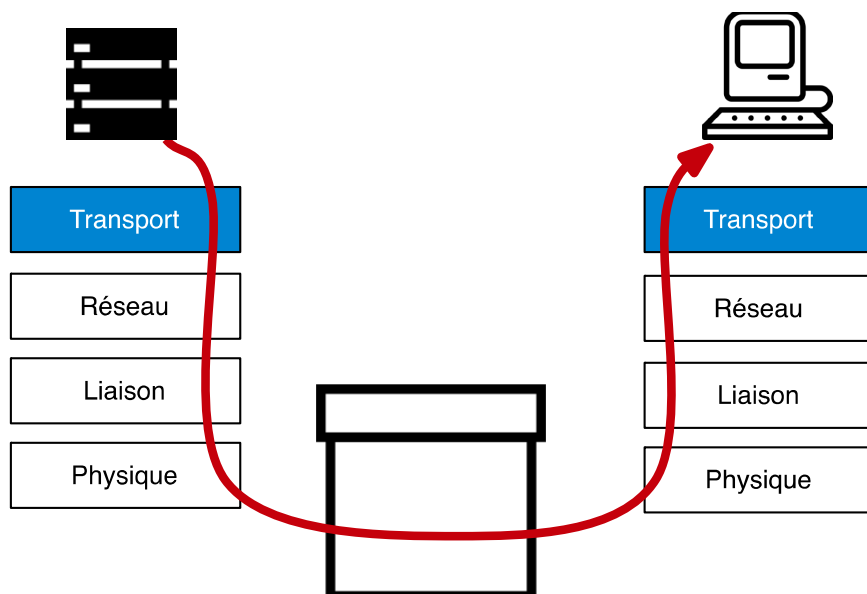 Transport
Réseau
Liaison
Physique
Transport
Réseau
Liaison
Physique